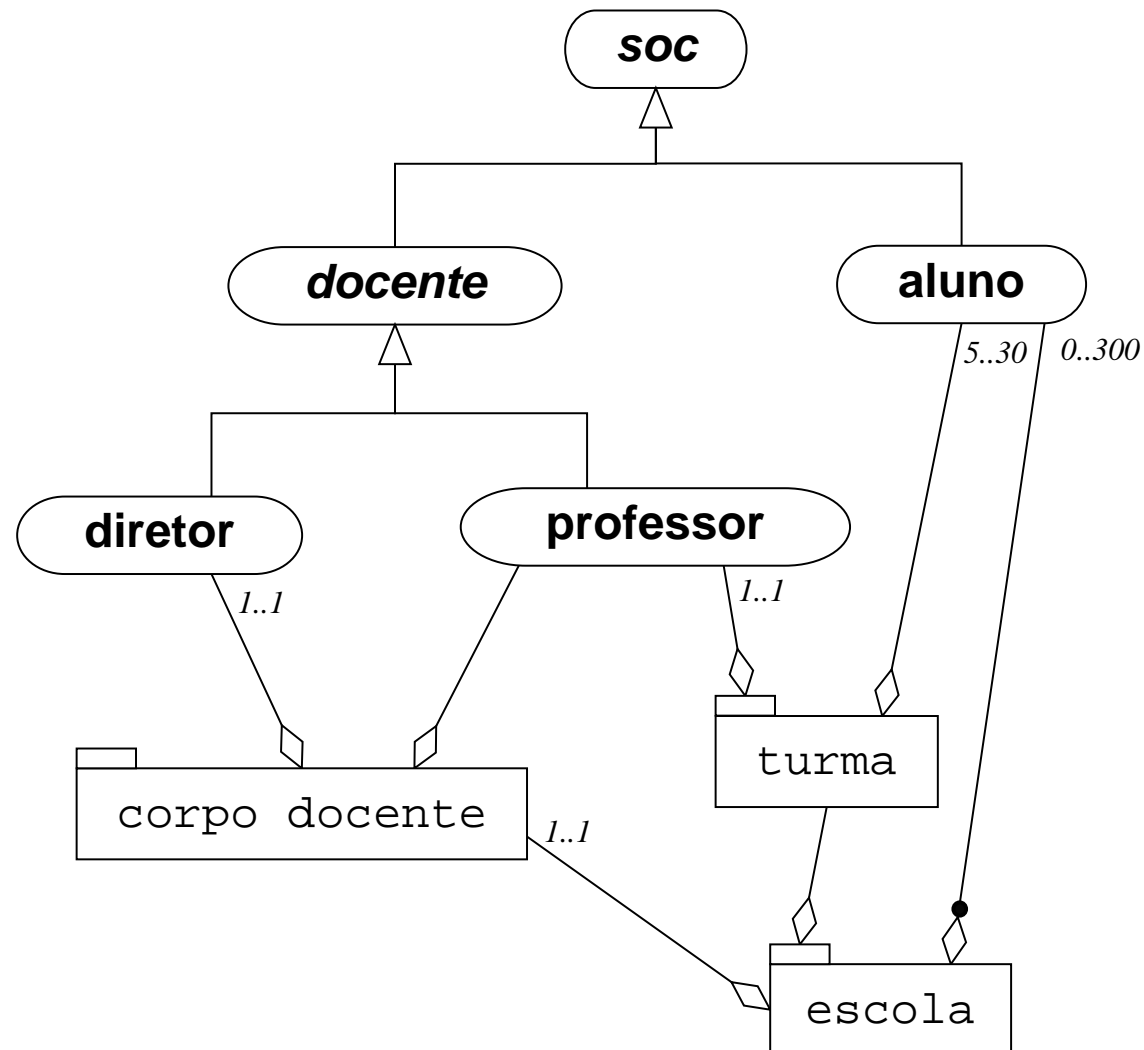 soc
docente
aluno
5..30
0..300
diretor
professor
1..1
1..1
turma
corpo docente
1..1
escola